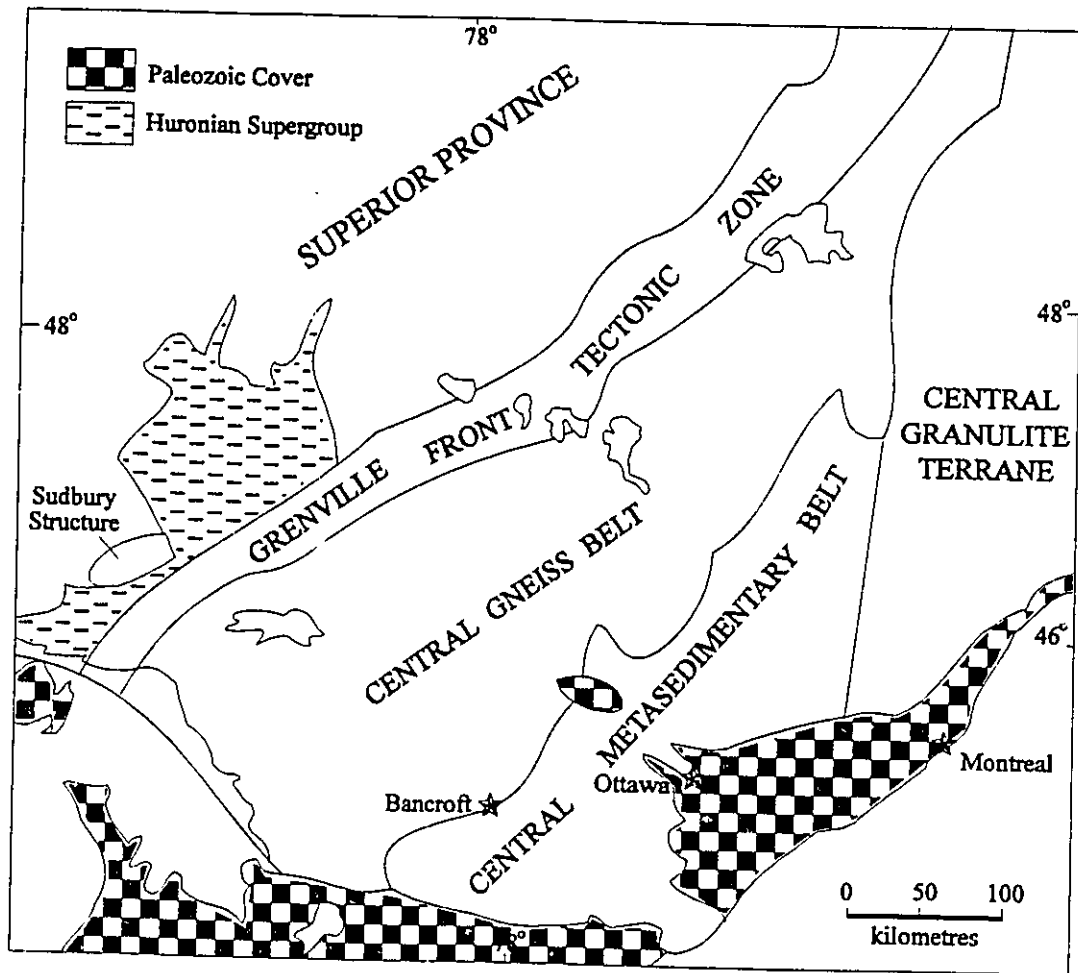 78°
Paleozoic Cover
Huronian Supergroup
SUPERIOR PROVINCE
ZONE
TECTONIC
48°
48°
FRONT
GRENVILLE
CENTRAL
GRANULITE
TERRANE
Sudbury
Structure
CENTRAL GNEISS BELT
METASEDIMENTARY BELT
46°
Ottawa
Montreal
Bancroft
CENTRAL
0 50 100
kilometres